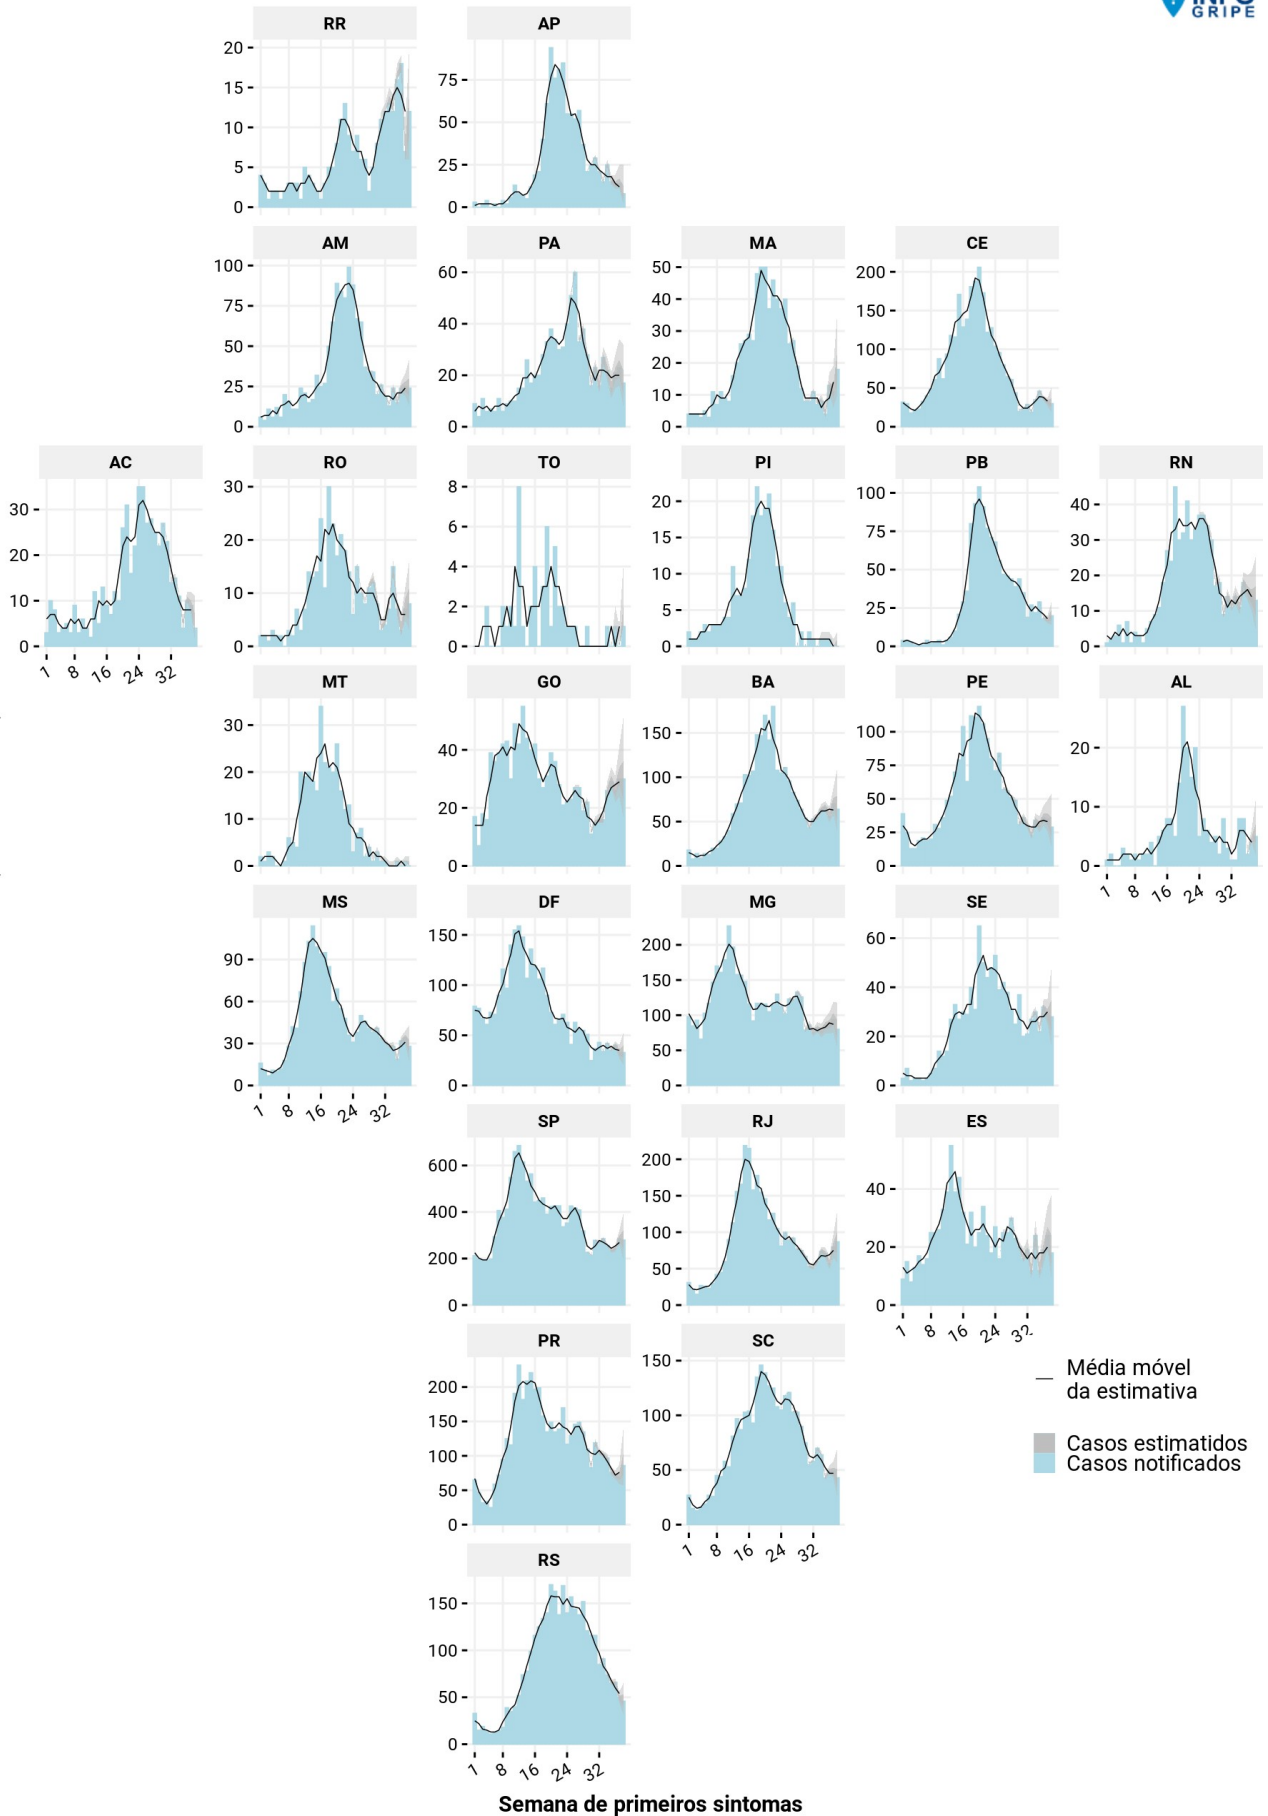 INFO
GRIPE
RR
AP
20
15
10
5
0
75
50
25
0
AM
PA
MA
CE
100
75
50
25
0
60
40
20
0
50
40
30
20
10
0
200
150
100
50
0
AC
RO
TO
PI
PB
RN
30
20
10
0
1 8 16 24 32
30
20
10
0
8
6
4
2
0
20
15
10
5
0
100
75
50
25
0
40
30
20
10
0
MT
GO
BA
PE
AL
30
20
10
0
40
20
0
150
100
50
0
100
75
50
25
0
20
10
0
1 8 16 24 32
MS
DF
MG
SE
90
60
30
0
1 8 16 24 32
150
100
50
0
200
150
100
50
0
60
40
20
0
SP
RJ
ES
600
400
200
0
200
150
100
50
0
40
20
0
1 8 16 24 32
PR
SC
200
150
100
50
0
150
100
50
0
1 8 16 24 32
Média móvel
da estimativa
Casos estimatidos
Casos notificados
RS
150
100
50
0
1 8 16 24 32
Semana de primeiros sintomas